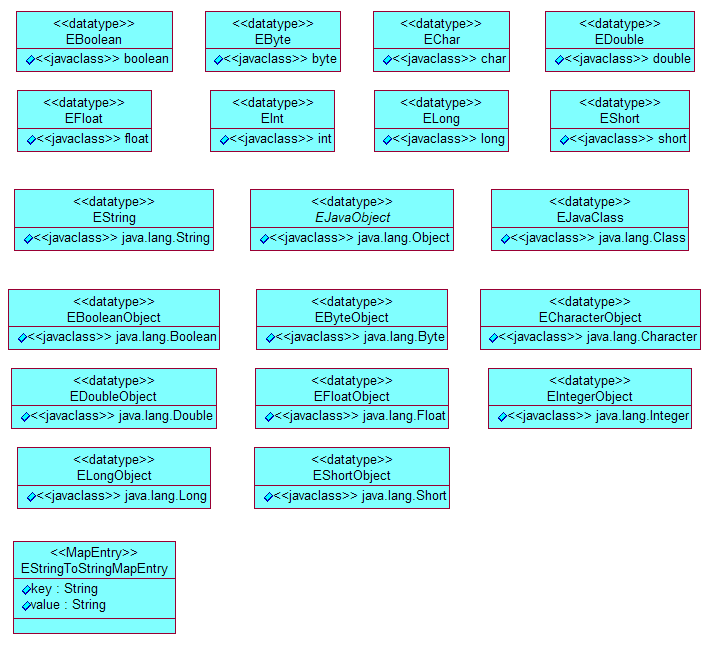 <<datatype>>
EBoolean
<<javaclass>> boolean
<<datatype>>
EByte
<<javaclass>> byte
<<datatype>>
EChar
<<javaclass>> char
<<datatype>>
EDouble
<<javaclass>> double
<<datatype>>
EFloat
<<javaclass>> float
<<datatype>>
EInt
<<javaclass>> int
<<datatype>>
ELong
<<javaclass>> long
<<datatype>>
EShort
<<javaclass>> short
<<datatype>>
EString
<<javaclass>> java.lang.String
<<datatype>>
EJavaObject
<<javaclass>> java.lang.Object
<<datatype>>
EJavaClass
<<javaclass>> java.lang.Class
<<datatype>>
EBooleanObject
<<javaclass>> java.lang.Boolean
<<datatype>>
EByteObject
<<javaclass>> java.lang.Byte
<<datatype>>
ECharacterObject
<<javaclass>> java.lang.Character
<<datatype>>
EDoubleObject
<<javaclass>> java.lang.Double
<<datatype>>
EFloatObject
<<javaclass>> java.lang.Float
<<datatype>>
EIntegerObject
<<javaclass>> java.lang.Integer
<<datatype>>
ELongObject
<<javaclass>> java.lang.Long
<<datatype>>
EShortObject
<<javaclass>> java.lang.Short
<<MapEntry>>
EStringToStringMapEntry
key : String
value : String